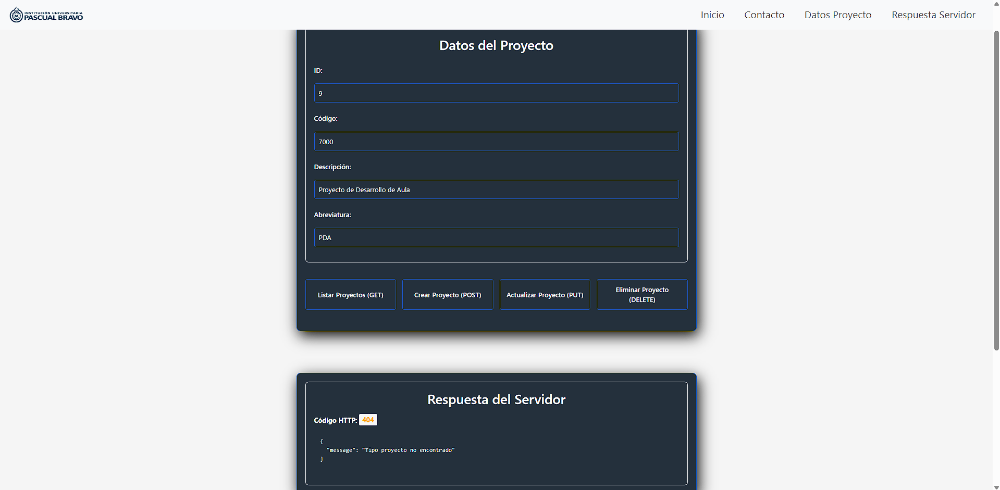 INSTITUCIÓN UNIVERSITARIA
PASCUAL BRAVO
Inicio
Contacto
Datos Proyecto
Respuesta Servidor
Datos del Proyecto
ID:
9
Código:
7000
Descripción:
Proyecto de Desarrollo de Aula
Abreviatura:
PDA
Listar Proyectos (GET)
Crear Proyecto (POST)
Actualizar Proyecto (PUT)
Eliminar Proyecto
(DELETE)
Respuesta del Servidor
Código HTTP: 404
{
"message": "Tipo proyecto no encontrado"
}